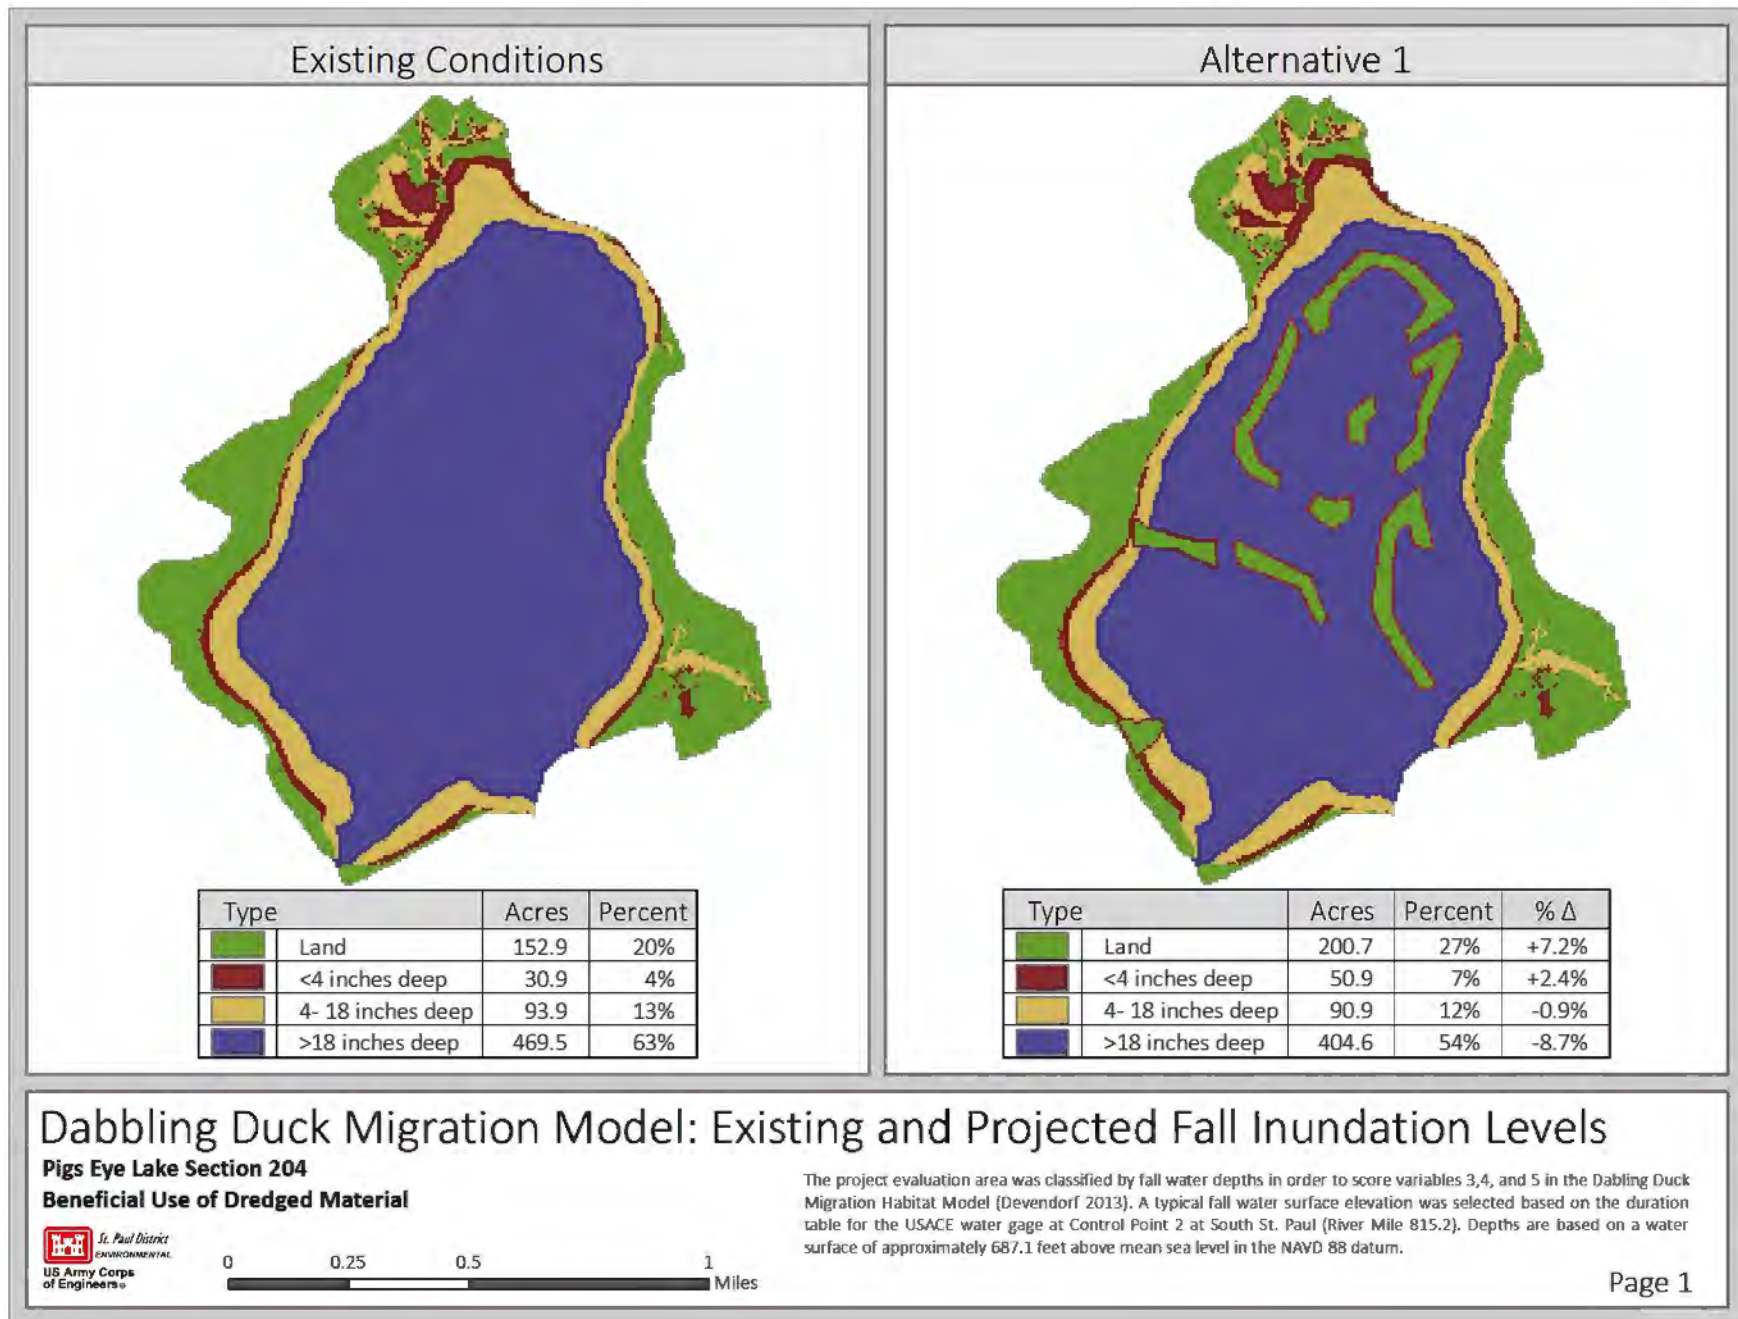 Existing Conditions
Type Acres Percent
Land 152.9 20%
<4 inches deep 30.9 4%
4- 18 inches deep 93.9 13%
>18 inches deep 469.5 63%
Alternative 1
Type Acres Percent % Δ
Land 200.7 27% +7.2%
<4 inches deep 50.9 7% +2.4%
4- 18 inches deep 90.9 12% -0.9%
>18 inches deep 404.6 54% -8.7%
Dabbling Duck Migration Model: Existing and Projected Fall Inundation Levels
Pigs Eye Lake Section 204
Beneficial Use of Dredged Material
St. Paul District
ENVIRONMENTAL
US Army Corps
of Engineers®
0 0.25 0.5 1
Miles
The project evaluation area was classified by fall water depths in order to score variables 3,4, and 5 in the Dabling Duck
Migration Habitat Model (Devendorf 2013). A typical fall water surface elevation was selected based on the duration
table for the USACE water gage at Control Point 2 at South St. Paul (River Mile 815.2). Depths are based on a water
surface of approximately 687.1 feet above mean sea level in the NAVD 88 datum.
Page 1